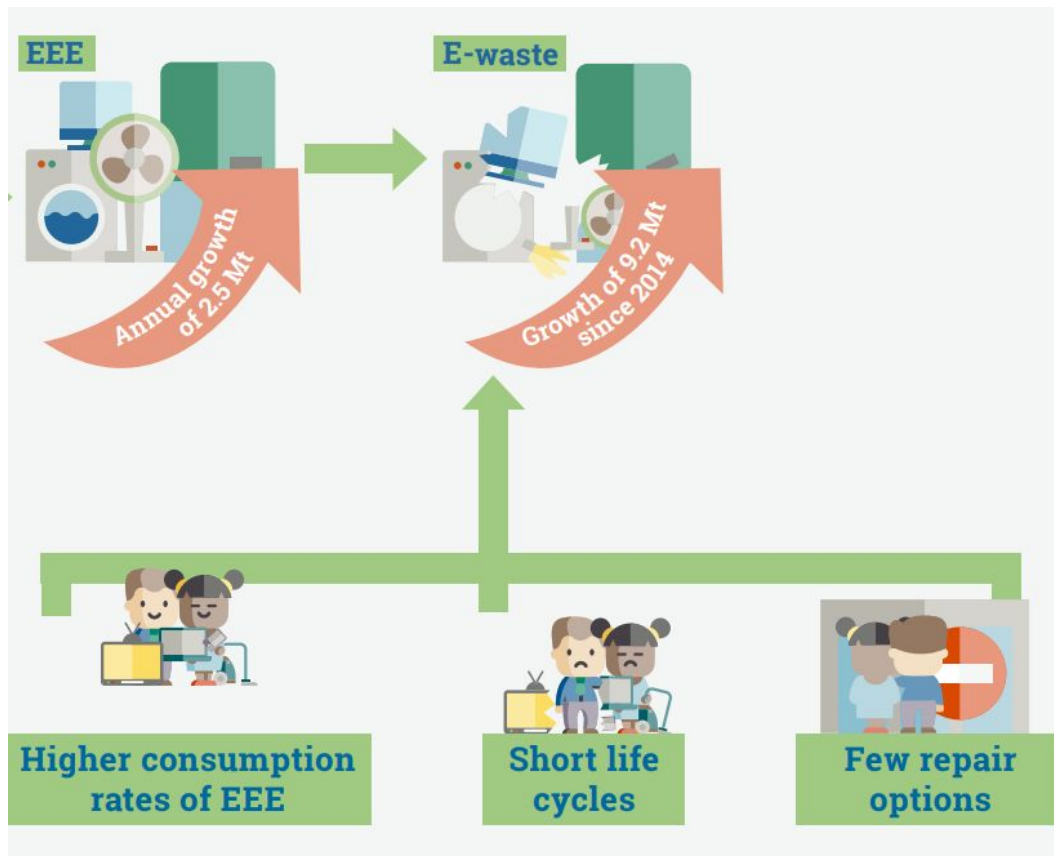 EEE
E-waste
Annual growth
of 2.5 Mt
Growth of 9.2 Mt
since 2014
Higher consumption
rates of EEE
Short life
cycles
Few repair
options